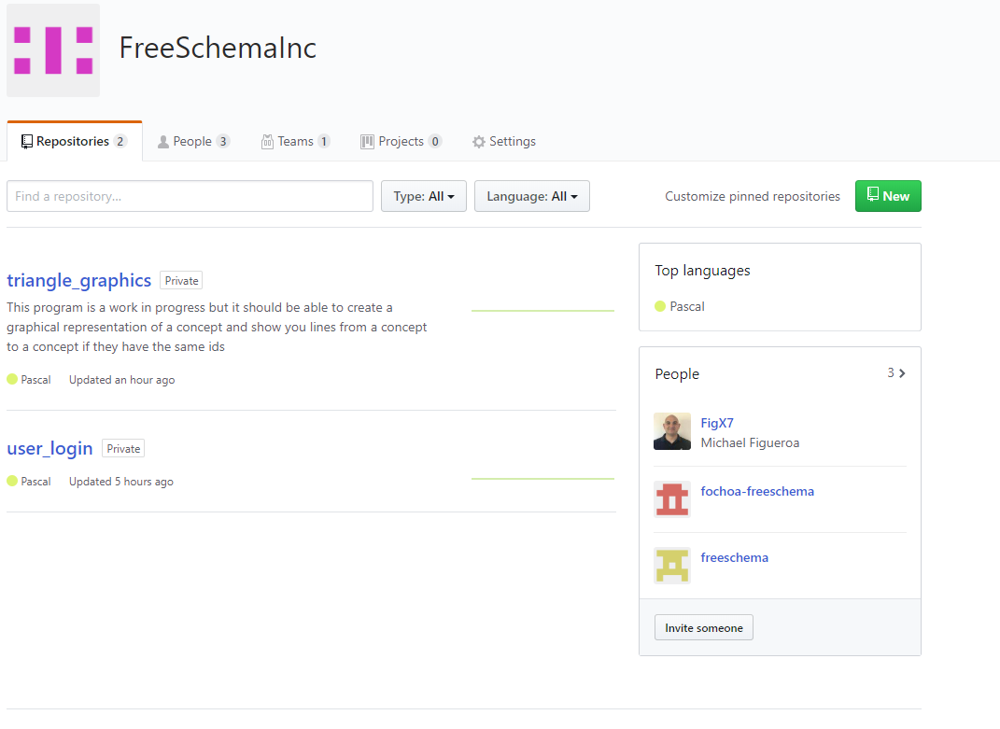 FreeSchemaInc
Repositories 2
People 3
Teams 1
Projects 0
Settings
Find a repository...
Type: All
Language: All
Customize pinned repositories
New
triangle_graphics Private
This program is a work in progress but it should be able to create a
graphical representation of a concept and show you lines from a concept
to a concept if they have the same ids
Pascal Updated an hour ago
user_login Private
Pascal Updated 5 hours ago
Top languages
Pascal
People 3
FigX7
Michael Figueroa
fochoa-freeschema
freeschema
Invite someone